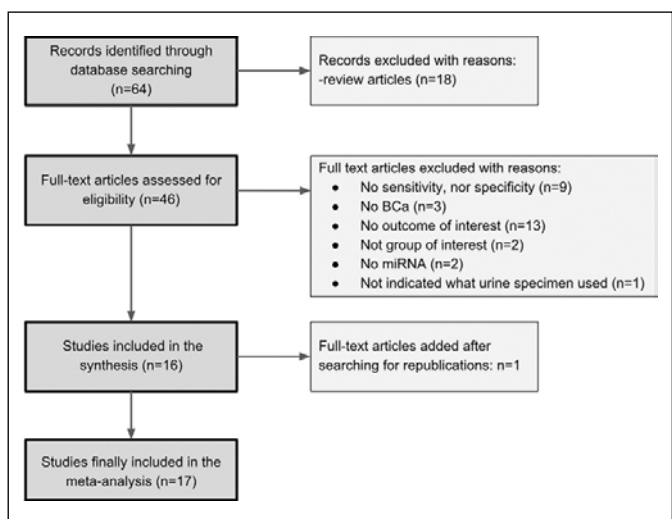 Records identified through
database searching
(n=64)
Records excluded with reasons:
-review articles (n=18)
Full-text articles assessed for
eligibility (n=46)
Full text articles excluded with reasons:
● No sensitivity, nor specificity (n=9)
● No BCa (n=3)
● No outcome of interest (n=13)
● Not group of interest (n=2)
● No miRNA (n=2)
● Not indicated what urine specimen used (n=1)
Studies included in the
synthesis (n=16)
Full-text articles added after
searching for republications: n=1
Studies finally included in the
meta-analysis (n=17)